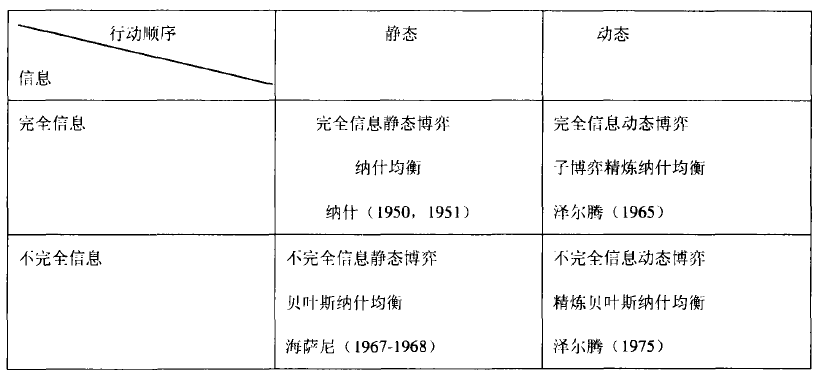 行动顺序
静态
动态
信息
完全信息
完全信息静态博弈
完全信息动态博弈
纳什均衡
子博弈精炼纳什均衡
纳什（1950，1951）
泽尔腾（1965）
不完全信息
不完全信息静态博弈
不完全信息动态博弈
贝叶斯纳什均衡
精炼贝叶斯纳什均衡
海萨尼（1967-1968）
泽尔腾（1975）